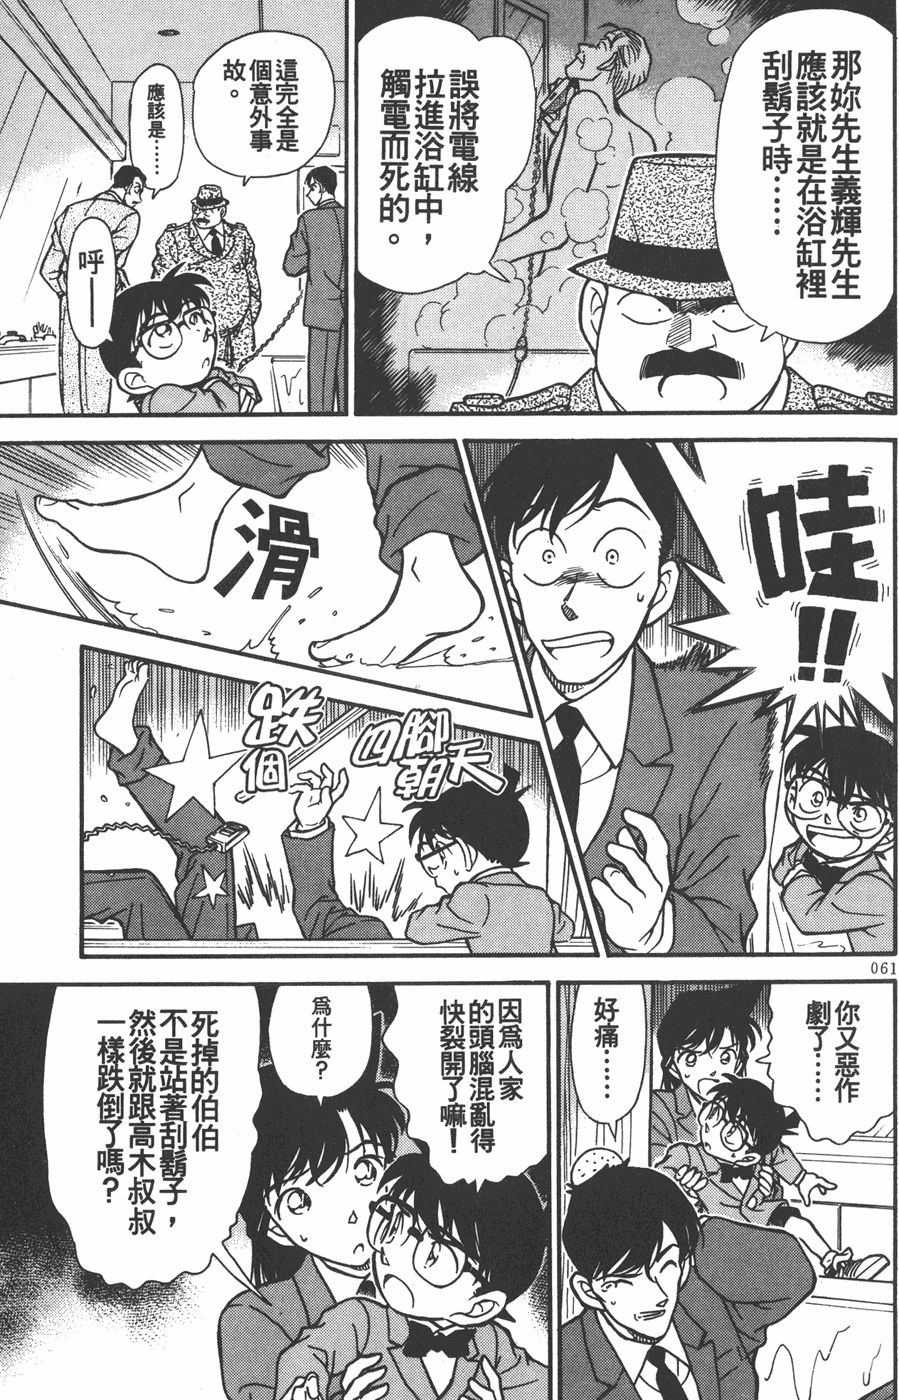 那妳先生義輝先生
應該就是在浴缸裡
刮鬍子時……
誤將電線
拉進浴缸中，
觸電而死的。
這完全是
個意外事
故。
應該是……
呼——
哇!!
滑
跌
個
四腳
朝天
061
你又惡作
劇了……
好痛……
因爲人家
的頭腦混亂得
快裂開了嘛！
爲什麼？
死掉的伯伯
不是站著刮鬍子，
然後就跟高木叔叔
一樣跌倒了嗎？